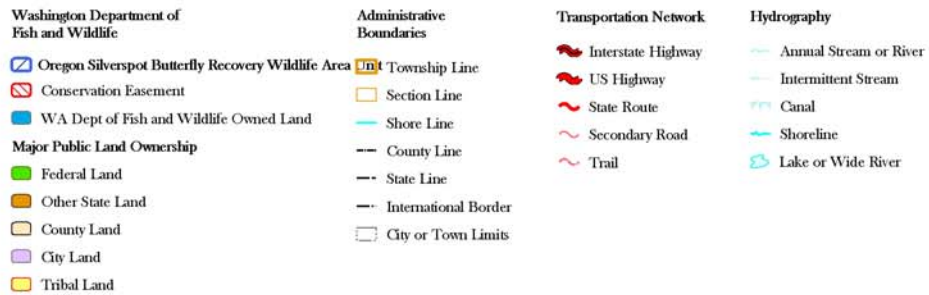 Washington Department of
Fish and Wildlife
Oregon Silverspot Butterfly Recovery Wildlife Area Unit
Conservation Easement
WA Dept of Fish and Wildlife Owned Land
Major Public Land Ownership
Federal Land
Other State Land
County Land
City Land
Tribal Land
Administrative
Boundaries
Township Line
Section Line
Shore Line
County Line
State Line
International Border
City or Town Limits
Transportation Network
Interstate Highway
US Highway
State Route
Secondary Road
Trail
Hydrography
Annual Stream or River
Intermittent Stream
Canal
Shoreline
Lake or Wide River